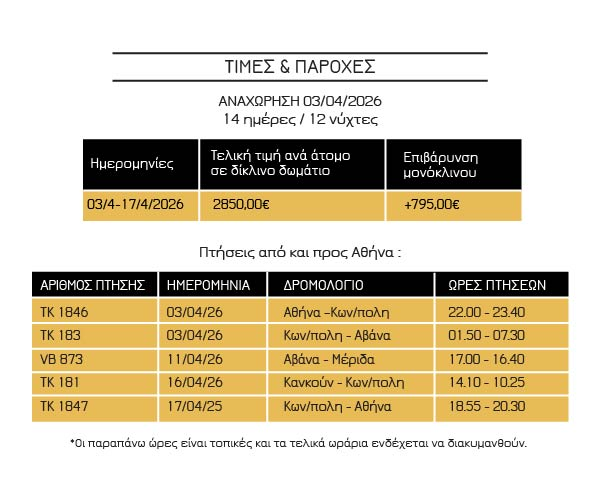 ΤΙΜΕΣ & ΠΑΡΟΧΕΣ
ΑΝΑΧΩΡΗΣΗ 03/04/2026
14 ημέρες / 12 νύχτες
Ημερομηνίες Τελική τιμή ανά άτομο σε δίκλινο δωμάτιο Επιβάρυνση μονόκλινου
03/4-17/4/2026 2850,00€ +795,00€
Πτήσεις από και προς Αθήνα :
ΑΡΙΘΜΟΣ ΠΤΗΣΗΣ ΗΜΕΡΟΜΗΝΙΑ ΔΡΟΜΟΛΟΓΙΟ ΩΡΕΣ ΠΤΗΣΕΩΝ
TK 1846 03/04/26 Αθήνα –Κων/πολη 22.00 - 23.40
TK 183 03/04/26 Κων/πολη - Αβάνα 01.50 - 07.30
VB 873 11/04/26 Αβάνα - Μέριδα 17.00 - 16.40
TK 181 16/04/26 Κανκούν - Κων/πολη 14.10 - 10.25
TK 1847 17/04/25 Κων/πολη - Αθήνα 18.55 - 20.30
*Οι παραπάνω ώρες είναι τοπικές και τα τελικά ωράρια ενδέχεται να διακυμανθούν.